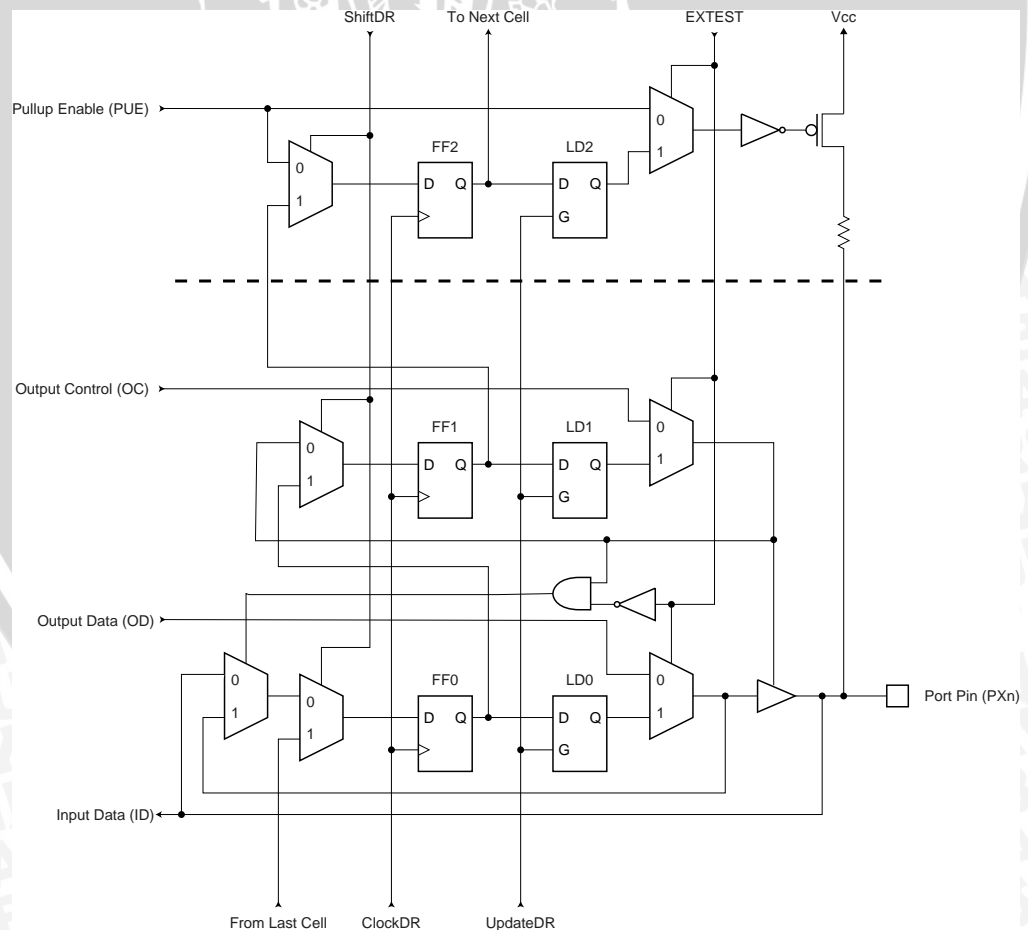 ShiftDR To Next Cell EXTEST Vcc
Pullup Enable (PUE)
0
FF2 LD2
0 1
D Q D Q
1
G
Output Control (OC)
0
FF1 LD1
0 1
D Q D Q
1
G
Output Data (OD)
0 0
FF0 LD0
0 1
D Q D Q
1 1
G
Port Pin (PXn)
Input Data (ID)
From Last Cell ClockDR UpdateDR